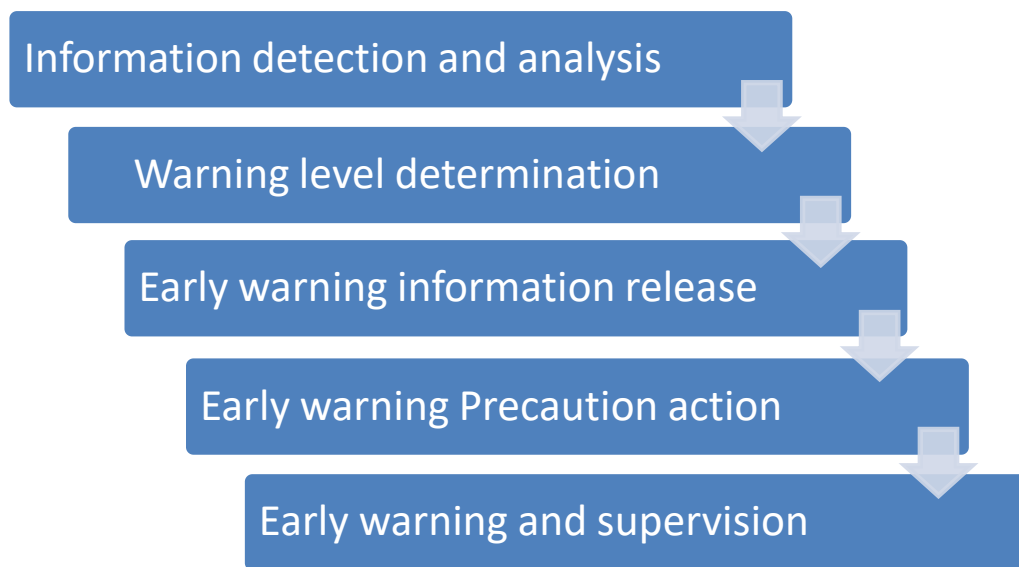 Information detection and analysis
Warning level determination
Early warning information release
Early warning Precaution action
Early warning and supervision